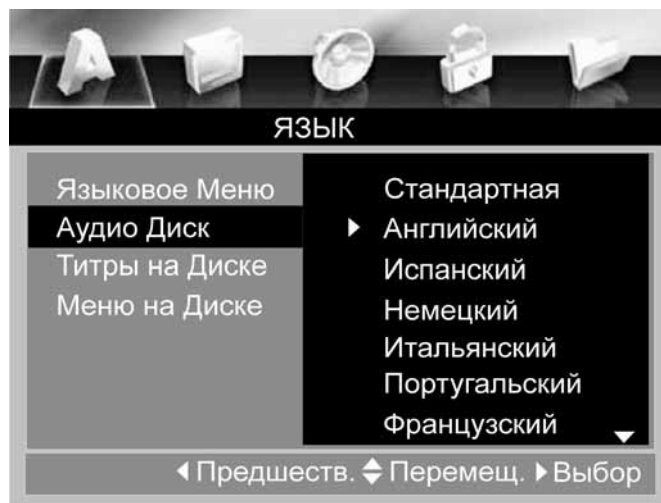 ЯЗЫК
Языковое Меню
Аудио Диск
Титры на Диске
Меню на Диске
Стандартная
Английский
Испанский
Немецкий
Итальянский
Португальский
Французский
Предшеств. Перемещ. Выбор